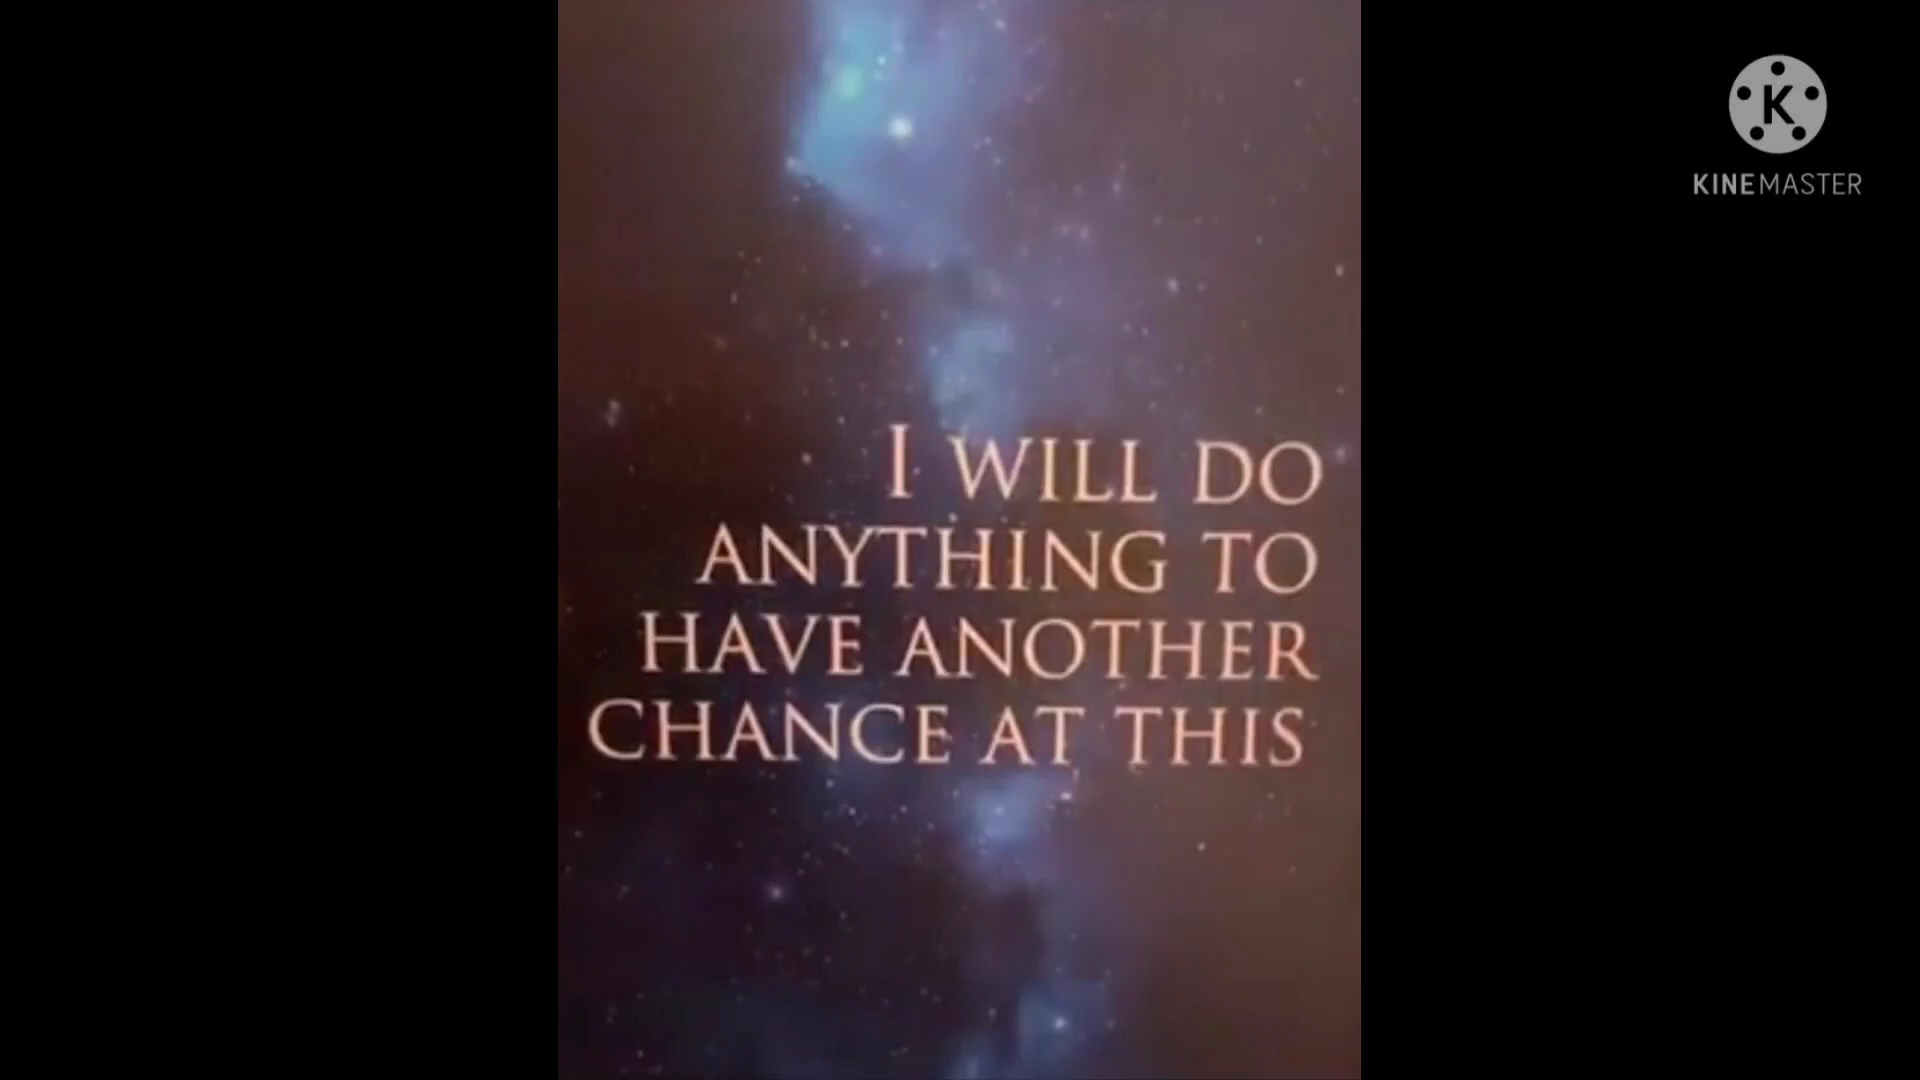 K
KINEMASTER
I WILL DO
ANYTHING TO
HAVE ANOTHER
CHANCE AT THIS